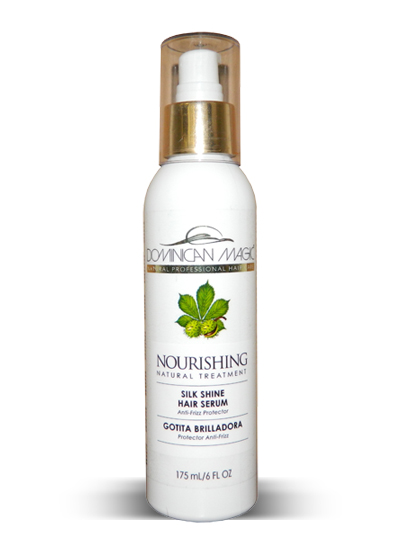 DOMINICAN MAGIC
NATURAL PROFESSIONAL HAIR
NOURISHING
NATURAL TREATMENT
SILK SHINE
HAIR SERUM
Anti-Frizz Protector
GOTITA BRILLADORA
Protector Anti-Frizz
175 mL/6 FL OZ